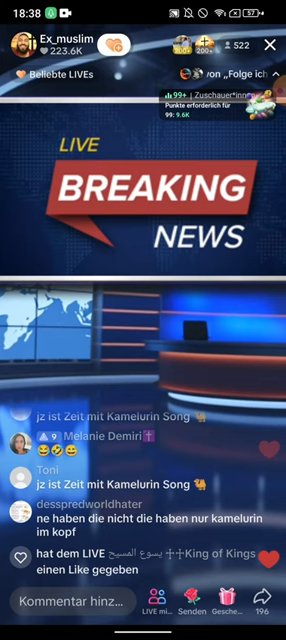 18:38
57
Ex_muslim
223.6K
200+
200+
522
Beliebte LIVEs
von „Folge ich
99+ | Zuschauer*innen
Punkte erforderlich für
99: 9.6K
LIVE
BREAKING
NEWS
jz ist Zeit mit Kamelurin Song 🐪
9 Melanie Demiri✝️
😂🤣😅
Toni
jz ist Zeit mit Kamelurin Song 🐪
desspredworldhater
ne haben die nicht die haben nur kamelurin
im kopf
hat dem LIVE يسوع المسيح ☩☩King of Kings
einen Like gegeben
Kommentar hinz...
LIVE mi...
Senden
Gesche...
196